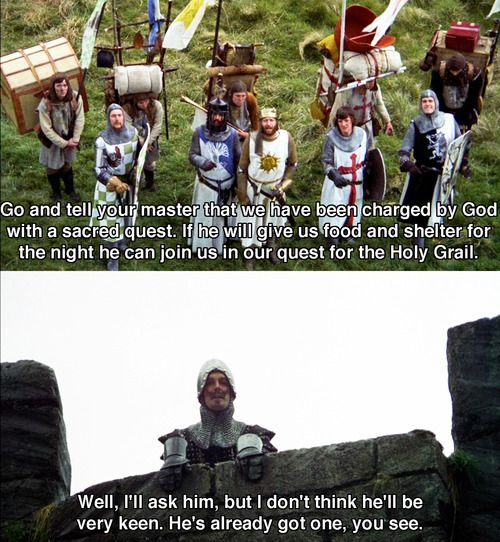 Go and tell your master that we have been charged by God
with a sacred quest. If he will give us food and shelter for
the night he can join us in our quest for the Holy Grail.
Well, I'll ask him, but I don't think he'll be
very keen. He's already got one, you see.